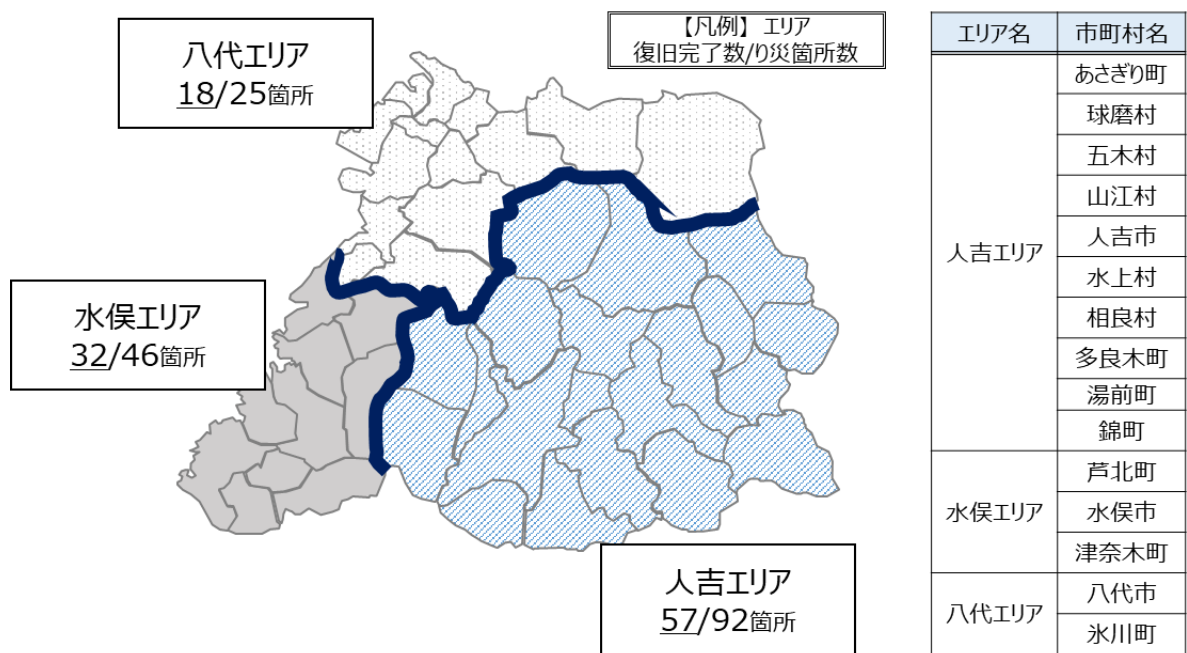 八代エリア
18/25箇所
【凡例】 エリア
復旧完了数/り災箇所数
水俣エリア
32/46箇所
人吉エリア
57/92箇所
エリア名 市町村名
人吉エリア
あさぎり町
球磨村
五木村
山江村
人吉市
水上村
相良村
多良木町
湯前町
錦町
水俣エリア
芦北町
水俣市
津奈木町
八代エリア
八代市
氷川町